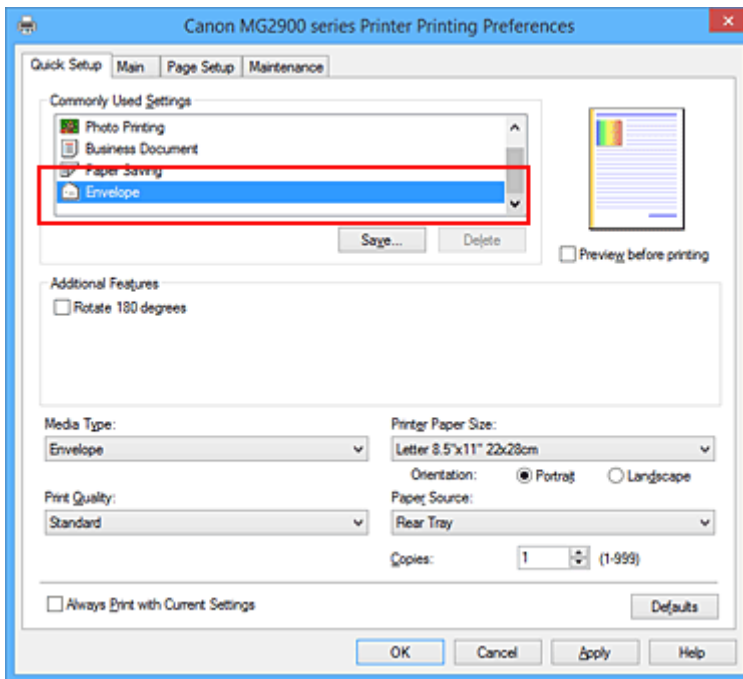 Canon MG2900 series Printer Printing Preferences
Quick Setup Main Page Setup Maintenance
Commonly Used Settings
Photo Printing
Business Document
Paper Saving
Envelope
Save... Delete
Preview before printing
Additional Features
Rotate 180 degrees
Media Type: Printer Paper Size:
Envelope Letter 8.5"x11" 22x28cm
Orientation: Portrait Landscape
Print Quality: Paper Source:
Standard Rear Tray
Copies: 1 (1-999)
Always Print with Current Settings Defaults
OK Cancel Apply Help